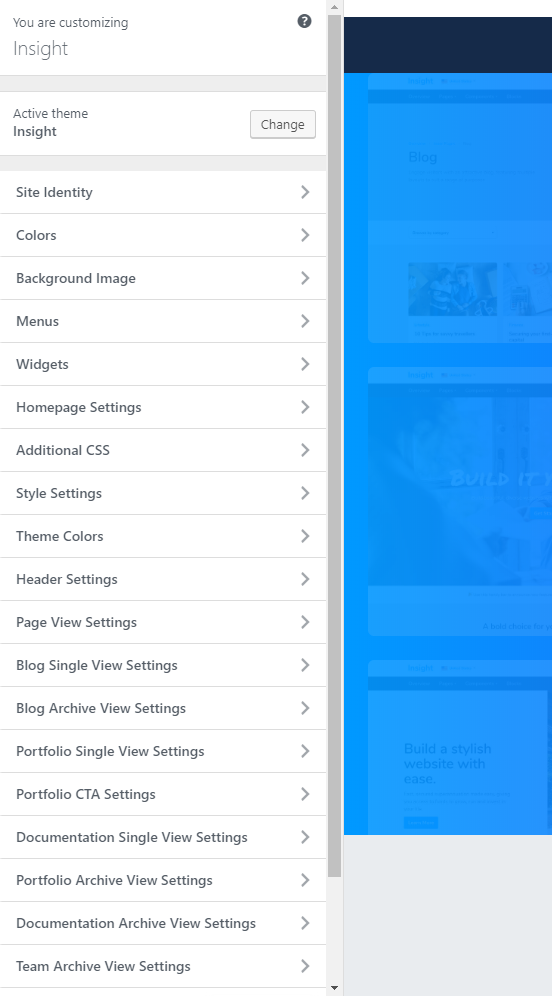 You are customizing
Insight
Active theme
Insight
Change
Site Identity
Colors
Background Image
Menus
Widgets
Homepage Settings
Additional CSS
Style Settings
Theme Colors
Header Settings
Page View Settings
Blog Single View Settings
Blog Archive View Settings
Portfolio Single View Settings
Portfolio CTA Settings
Documentation Single View Settings
Portfolio Archive View Settings
Documentation Archive View Settings
Team Archive View Settings
Insight
Blog
Insight
Build it
A bold choice for
Insight
Build a stylish
website with
ease.